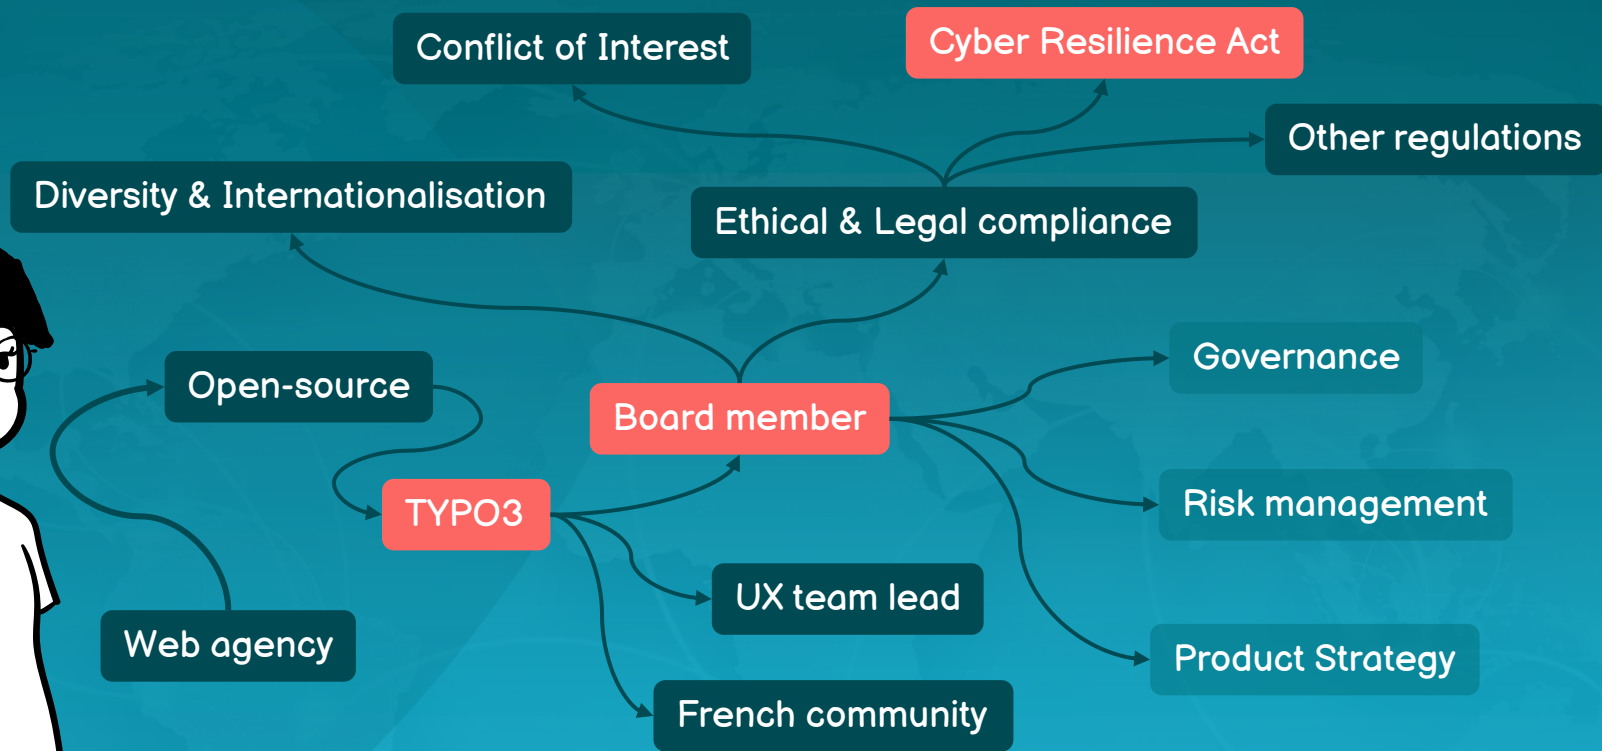 Conflict of Interest
Cyber Resilience Act
Other regulations
Diversity & Internationalisation
Ethical & Legal compliance
Governance
Open-source
Board member
Risk management
TYPO3
UX team lead
Web agency
Product Strategy
French community